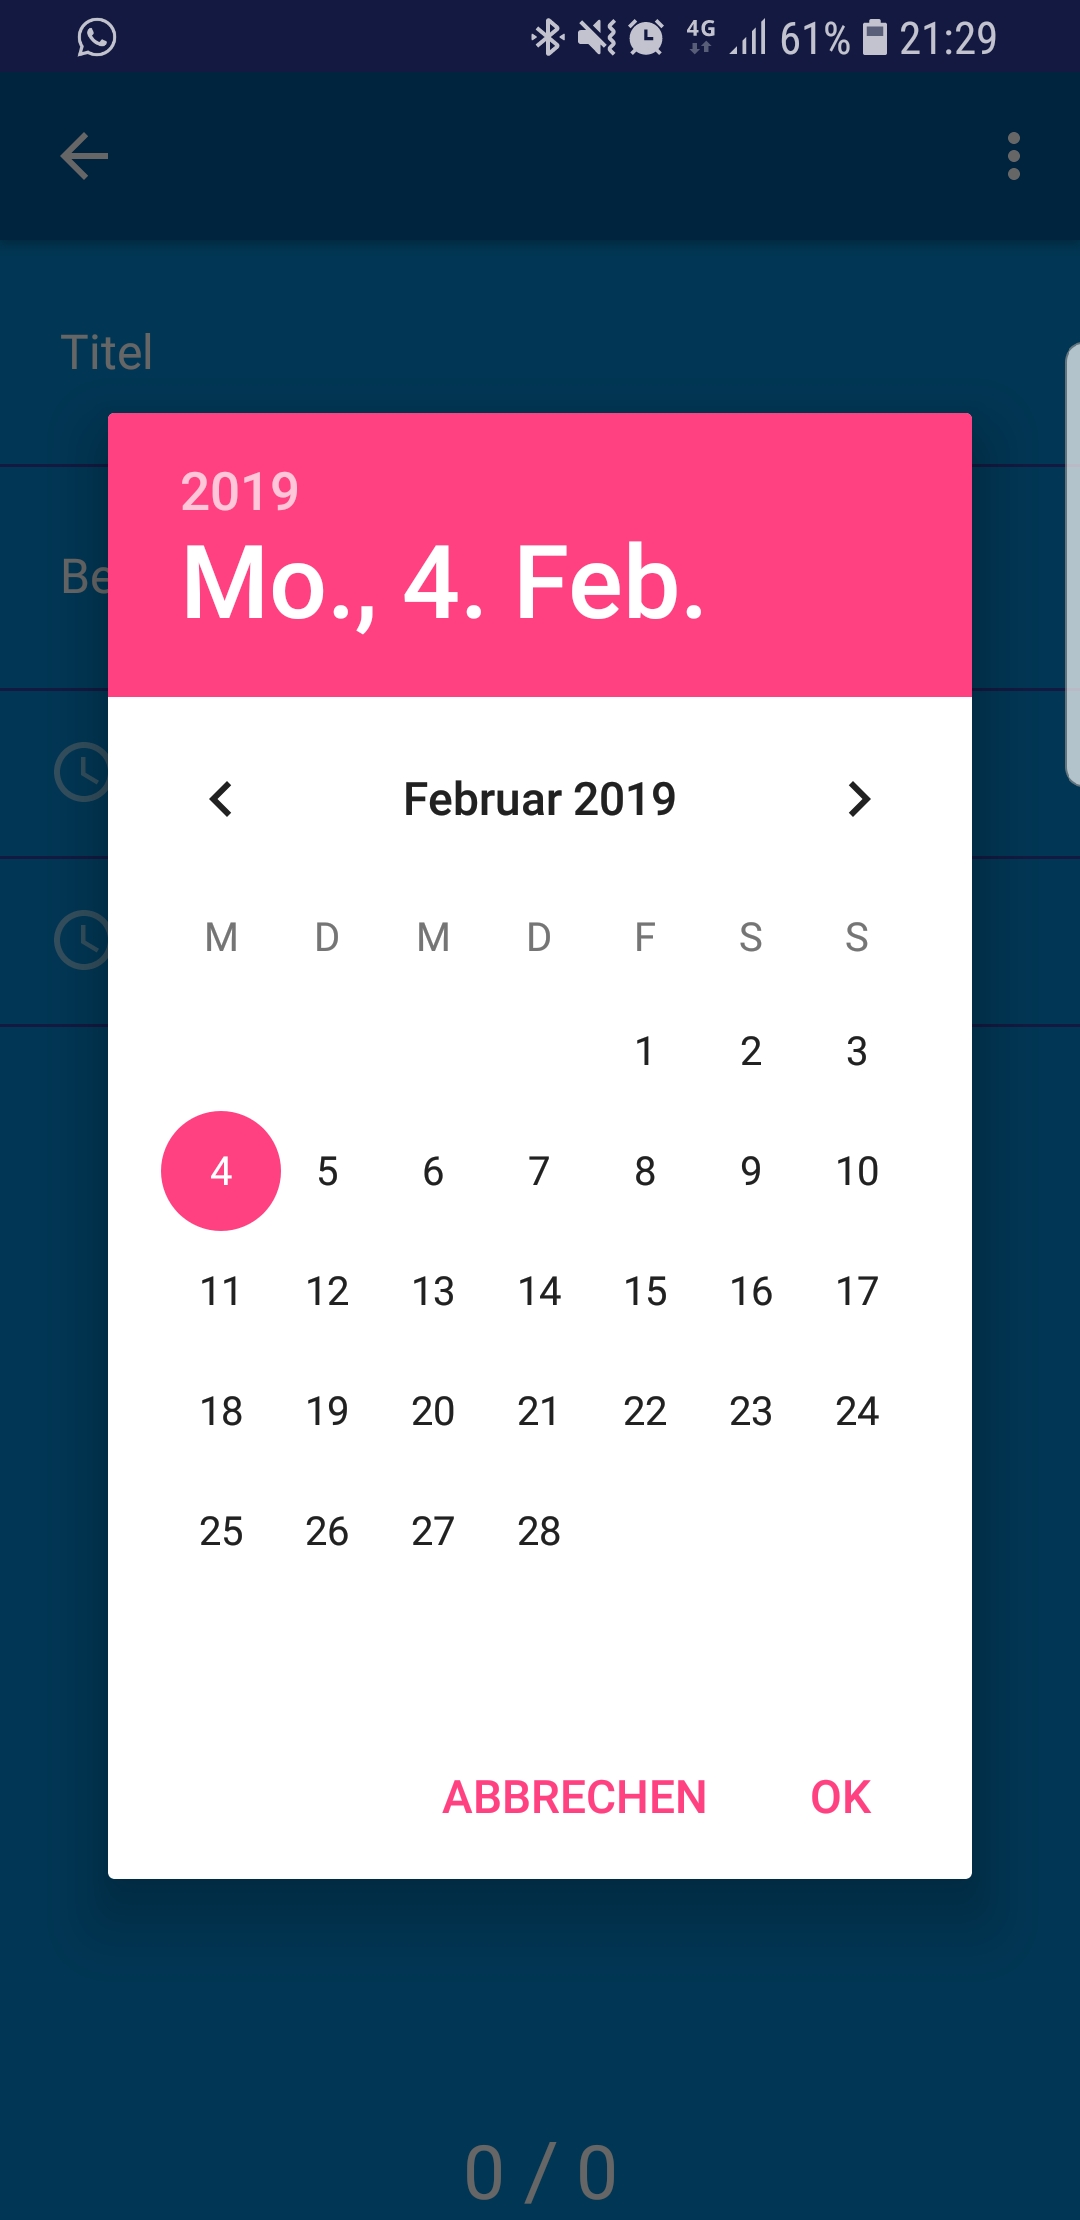 4G 61% 21:29
Titel
2019
Mo., 4. Feb.
Be
Februar 2019
M D M D F S S
1 2 3
4 5 6 7 8 9 10
11 12 13 14 15 16 17
18 19 20 21 22 23 24
25 26 27 28
ABBRECHEN OK
0 / 0